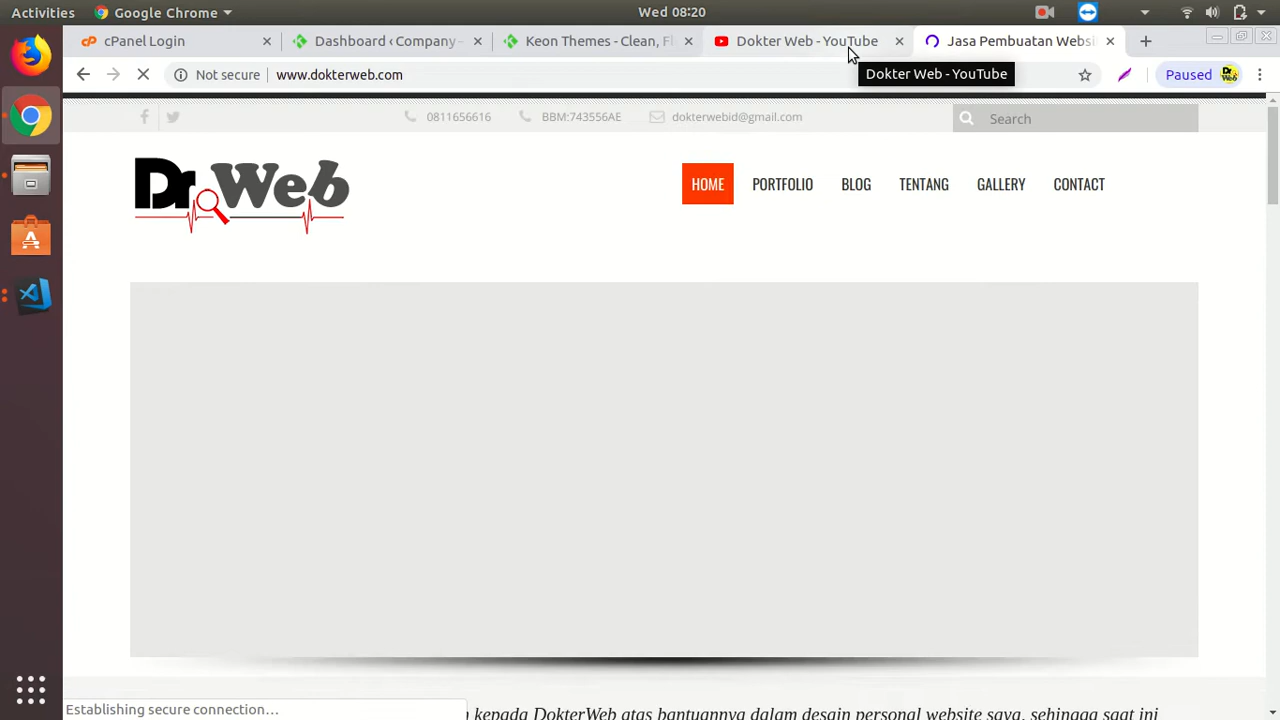 Activities
Google Chrome
Wed 08:20
cPanel Login
Dashboard ‹ Company -
Keon Themes - Clean, Fl
Dokter Web - YouTube
Jasa Pembuatan Websi
Not secure
www.dokterweb.com
Dokter Web - YouTube
Paused
0811656616
BBM:743556AE
dokterwebid@gmail.com
Search
Dr.Web
HOME
PORTFOLIO
BLOG
TENTANG
GALLERY
CONTACT
Establishing secure connection…
kepada DokterWeb atas bantuannya dalam desain personal website saya, sehingga saat ini